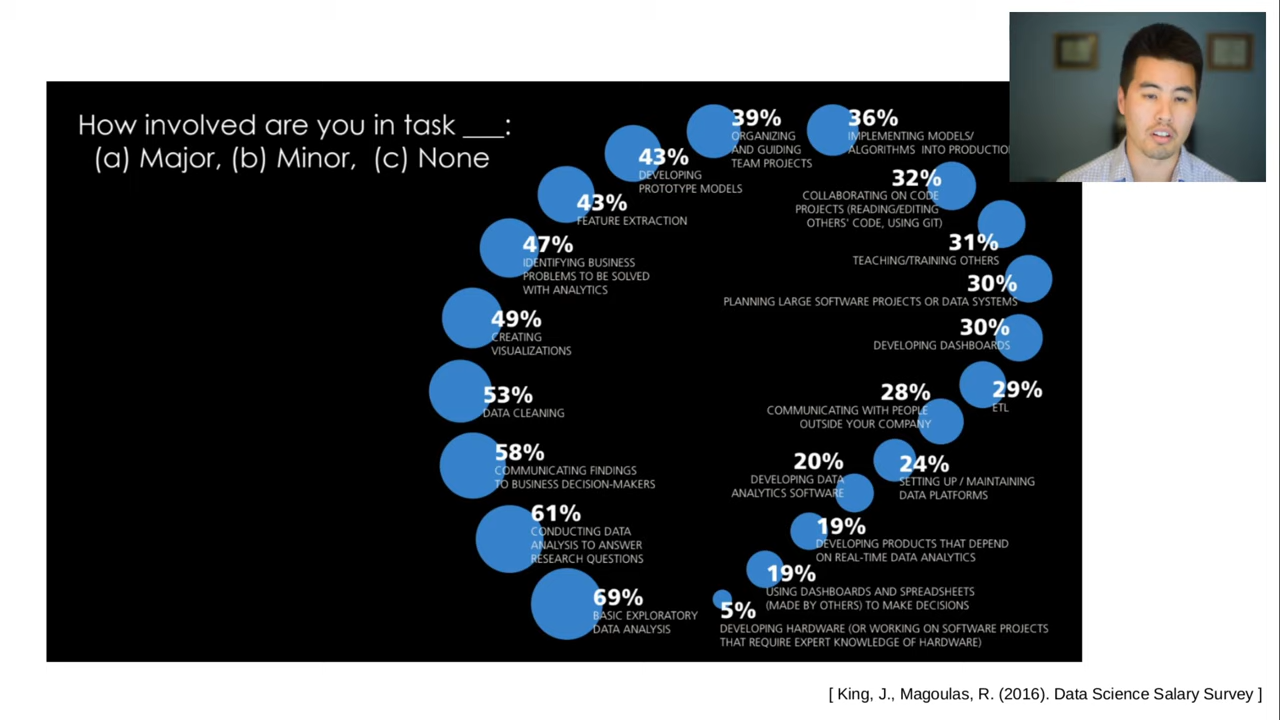 How involved are you in task ___:
(a) Major, (b) Minor, (c) None
39%
ORGANIZING
AND GUIDING
TEAM PROJECTS
36%
IMPLEMENTING MODELS/
ALGORITHMS INTO PRODUCTIO
43%
DEVELOPING
PROTOTYPE MODELS
32%
COLLABORATING ON CODE
PROJECTS (READING/EDITING
OTHERS' CODE, USING GIT)
43%
FEATURE EXTRACTION
31%
TEACHING/TRAINING OTHERS
47%
IDENTIFYING BUSINESS
PROBLEMS TO BE SOLVED
WITH ANALYTICS
30%
PLANNING LARGE SOFTWARE PROJECTS OR DATA SYSTEMS
49%
CREATING
VISUALIZATIONS
30%
DEVELOPING DASHBOARDS
53%
DATA CLEANING
29%
ETL
28%
COMMUNICATING WITH PEOPLE
OUTSIDE YOUR COMPANY
58%
COMMUNICATING FINDINGS
TO BUSINESS DECISION-MAKERS
24%
SETTING UP / MAINTAINING
DATA PLATFORMS
20%
DEVELOPING DATA
ANALYTICS SOFTWARE
61%
CONDUCTING DATA
ANALYSIS TO ANSWER
RESEARCH QUESTIONS
19%
DEVELOPING PRODUCTS THAT DEPEND
ON REAL-TIME DATA ANALYTICS
19%
USING DASHBOARDS AND SPREADSHEETS
(MADE BY OTHERS) TO MAKE DECISIONS
69%
BASIC EXPLORATORY
DATA ANALYSIS
5%
DEVELOPING HARDWARE (OR WORKING ON SOFTWARE PROJECTS
THAT REQUIRE EXPERT KNOWLEDGE OF HARDWARE)
[ King, J., Magoulas, R. (2016). Data Science Salary Survey ]